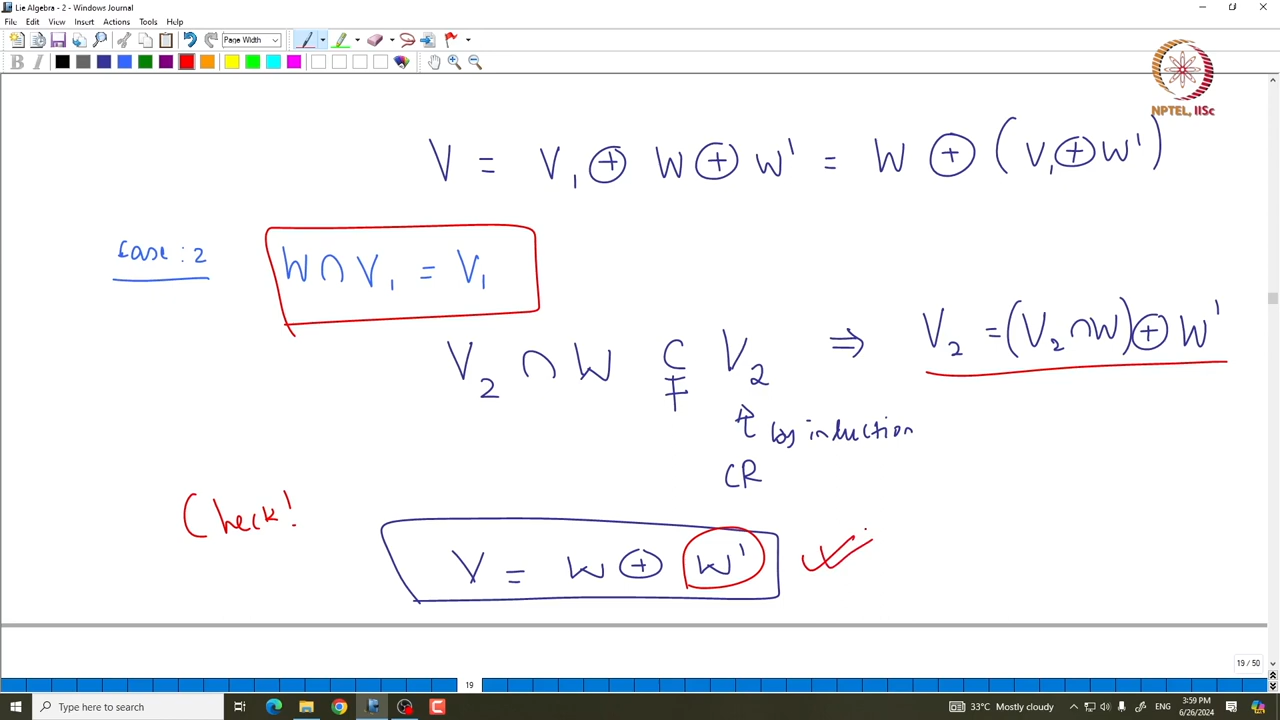 Lie Algebra - 2 - Windows Journal
File Edit View Insert Actions Tools Help
Page Width
NPTEL, IISc
V = V₁ ⊕ W ⊕ W' = W ⊕ (V₁ ⊕ W')
Case : 2 W ∩ V₁ = V₁
V₂ ∩ W ⊊ V₂ ⇒ V₂ = (V₂ ∩ W) ⊕ W'
by induction
CR
Check!
V = W ⊕ W'
19 / 50
19
Type here to search
33°C Mostly cloudy
ENG
3:59 PM
6/26/2024